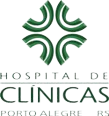 HOSPITAL DE
CLÍNICAS
PORTO ALEGRE RS